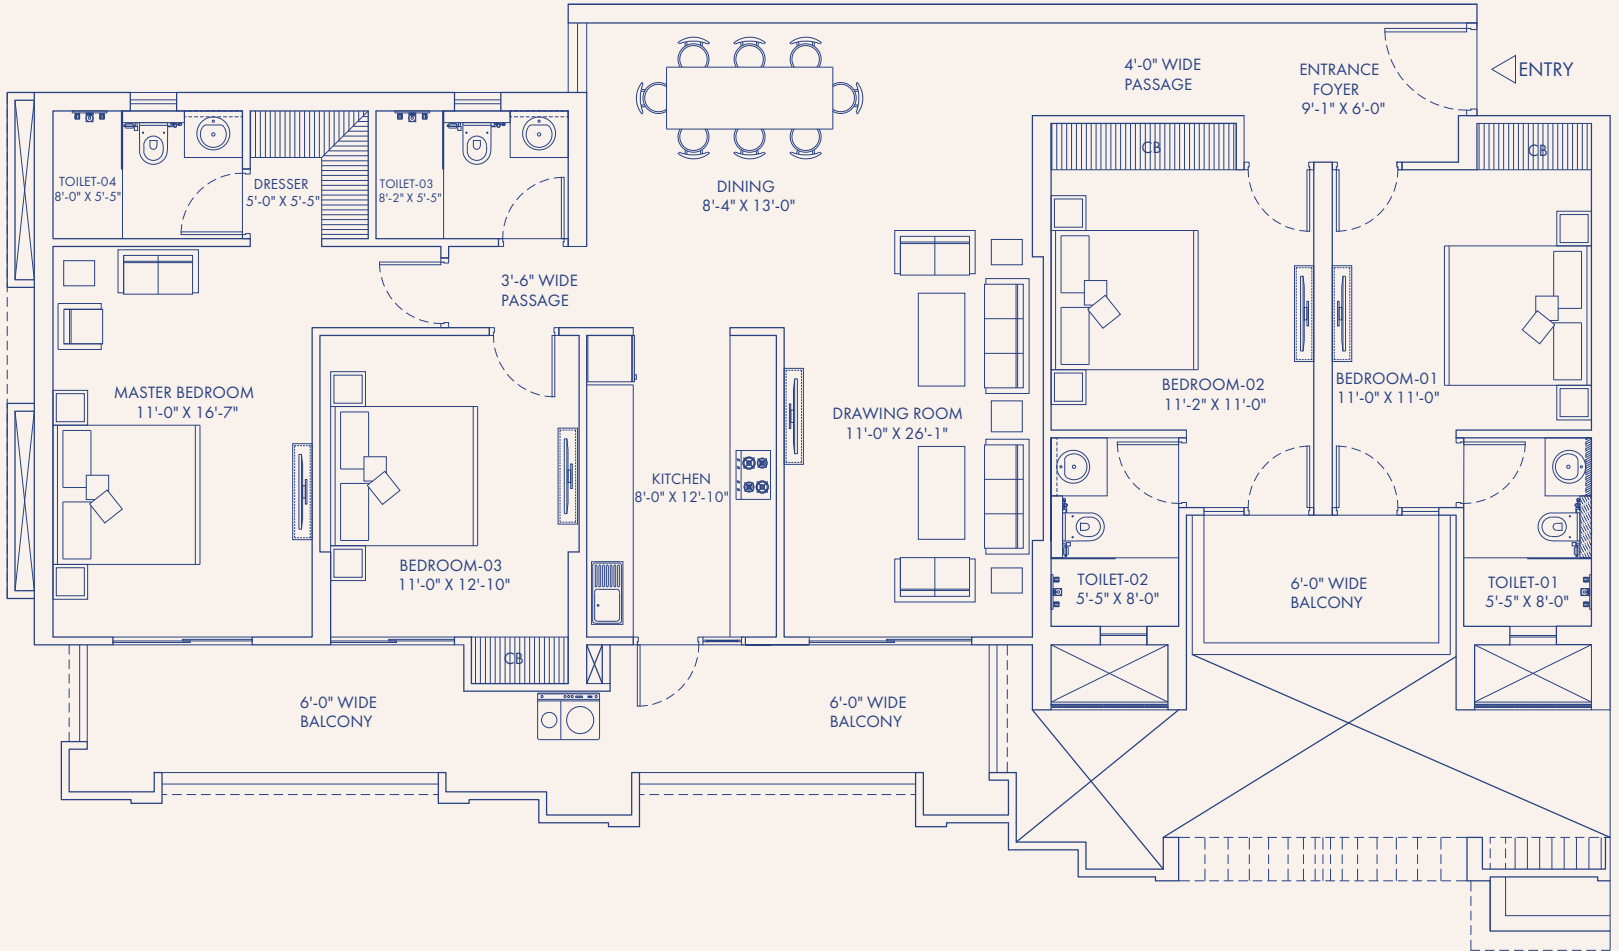 4'-0" WIDE
PASSAGE
ENTRANCE
FOYER
9'-1" X 6'-0"
ENTRY
CB
CB
TOILET-04
8'-0" X 5'-5"
DRESSER
5'-0" X 5'-5"
TOILET-03
8'-2" X 5'-5"
DINING
8'-4" X 13'-0"
3'-6" WIDE
PASSAGE
MASTER BEDROOM
11'-0" X 16'-7"
BEDROOM-02
11'-2" X 11'-0"
BEDROOM-01
11'-0" X 11'-0"
DRAWING ROOM
11'-0" X 26'-1"
KITCHEN
8'-0" X 12'-10"
BEDROOM-03
11'-0" X 12'-10"
TOILET-02
5'-5" X 8'-0"
6'-0" WIDE
BALCONY
TOILET-01
5'-5" X 8'-0"
CB
6'-0" WIDE
BALCONY
6'-0" WIDE
BALCONY